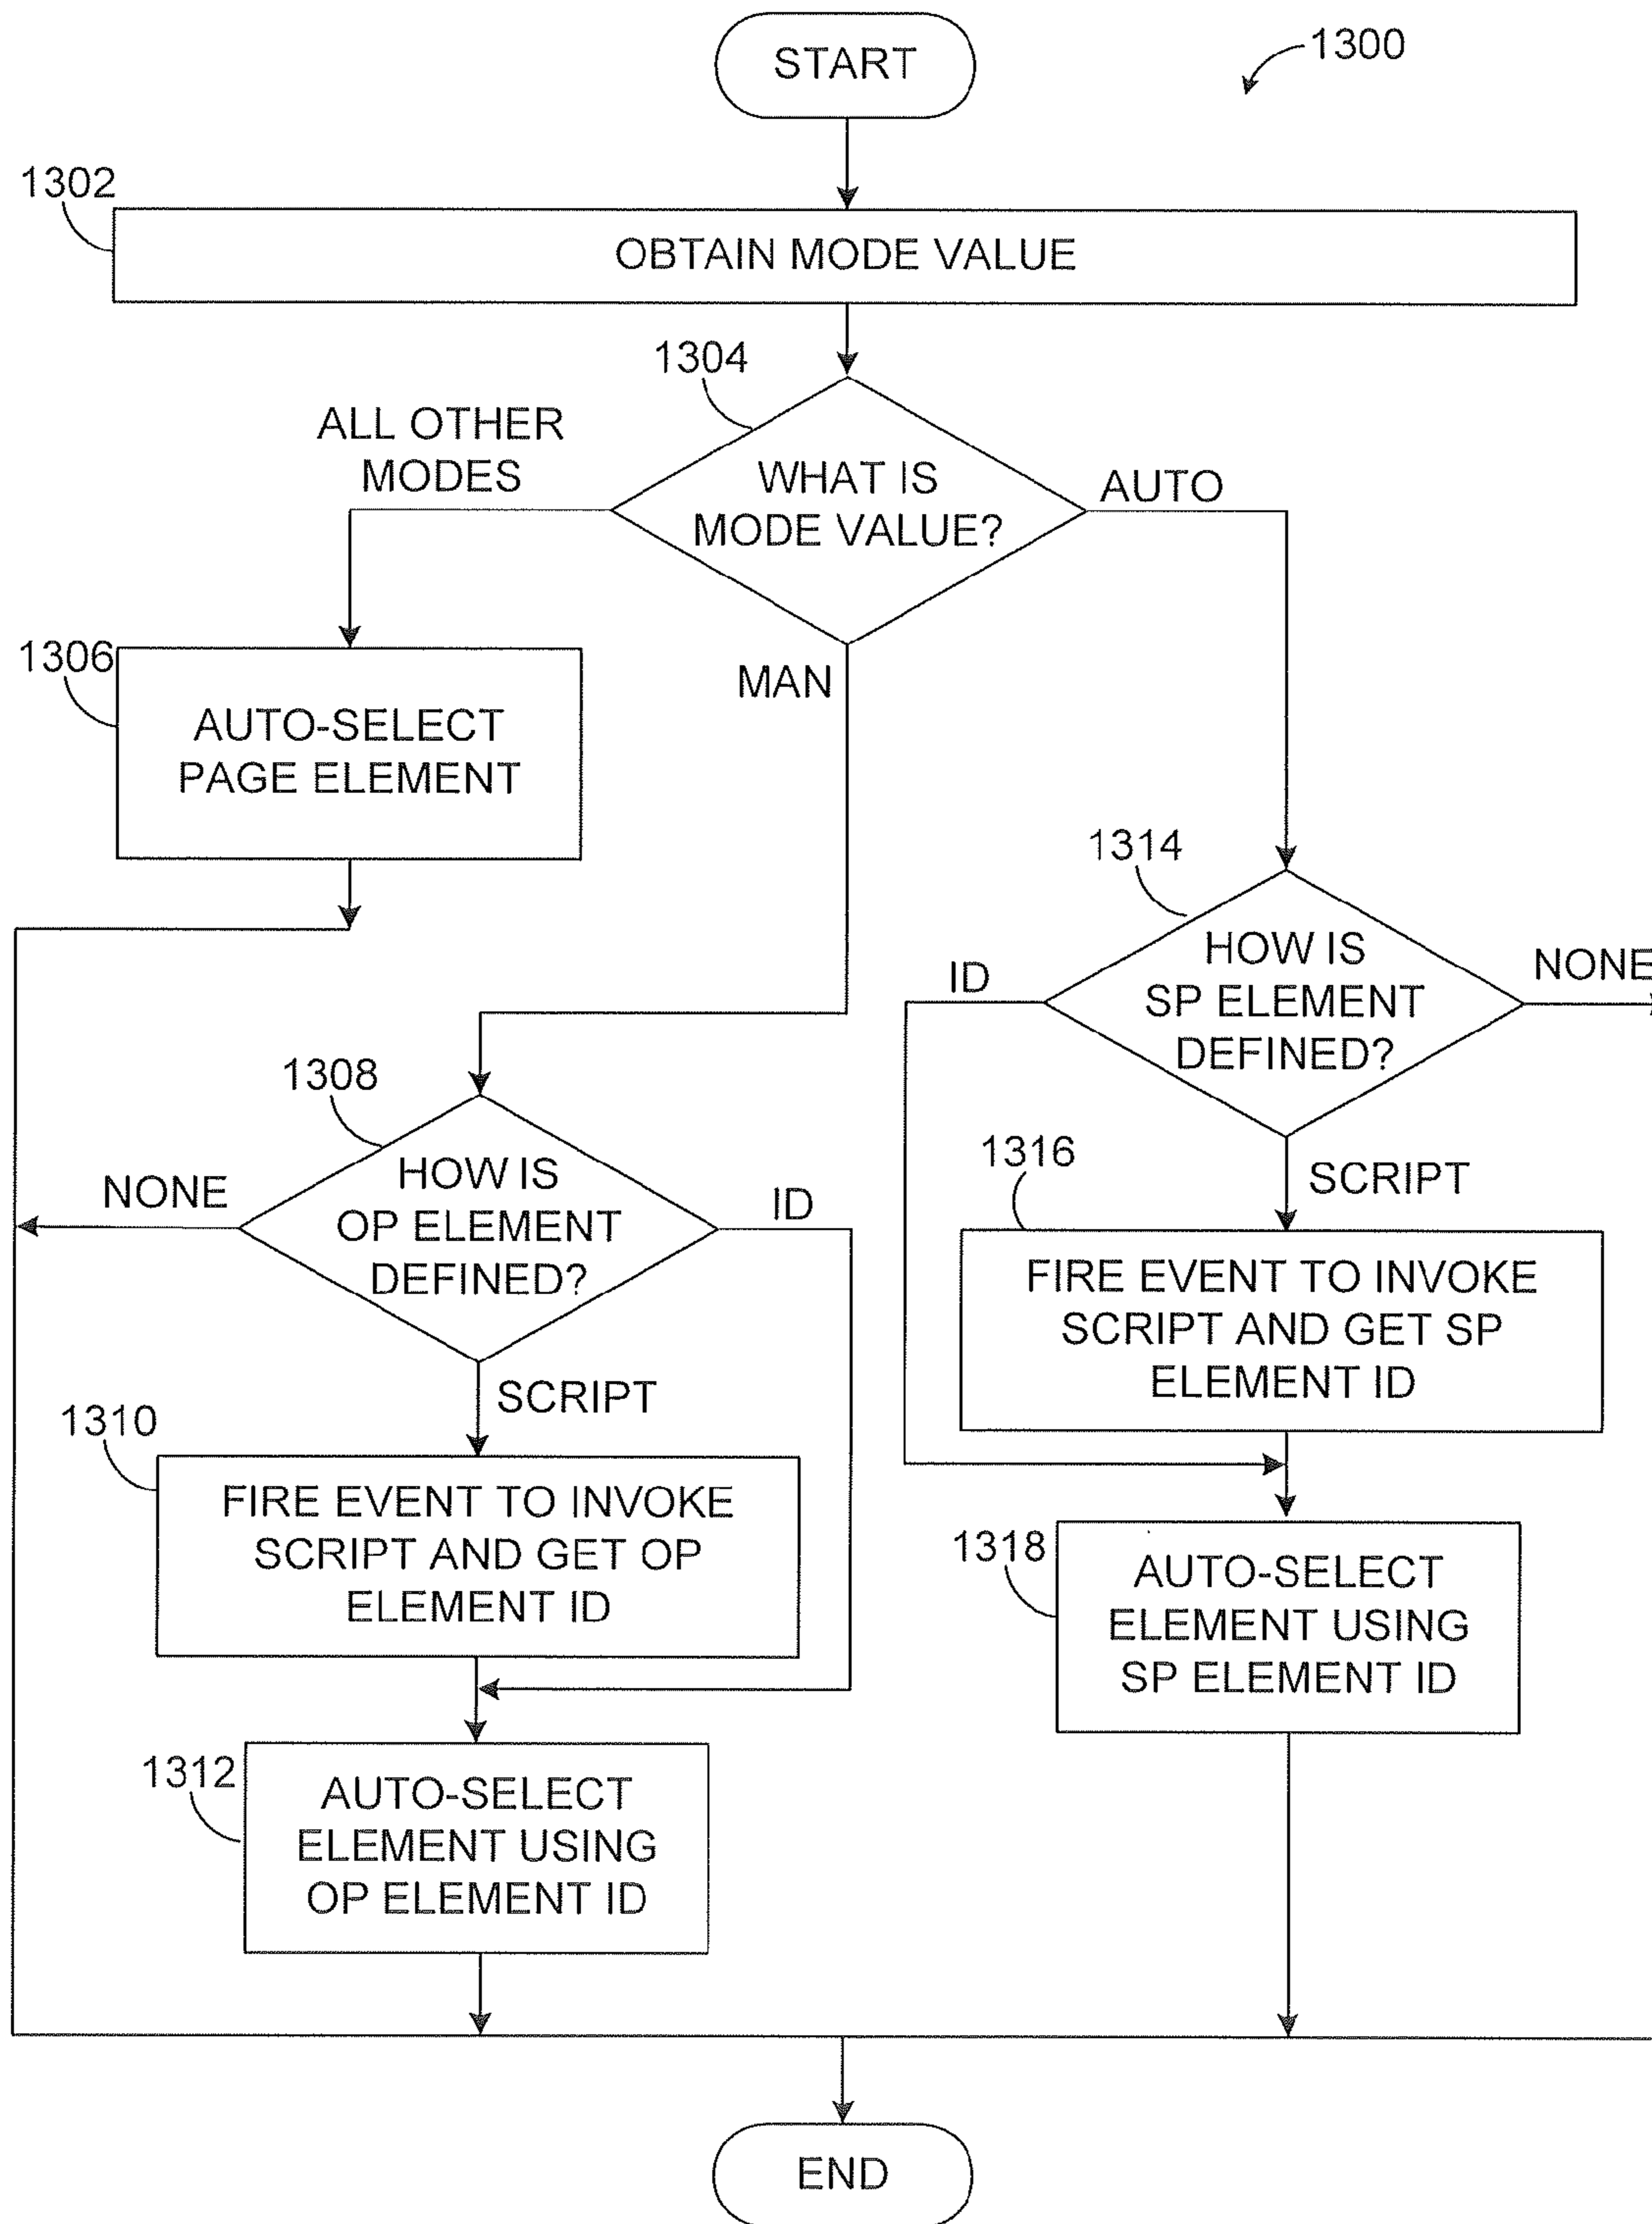 START
1300
1302
OBTAIN MODE VALUE
1304
ALL OTHER
MODES
WHAT IS
MODE VALUE?
AUTO
MAN
1306
AUTO-SELECT
PAGE ELEMENT
1314
HOW IS
SP ELEMENT
DEFINED?
ID
NONE
1308
HOW IS
OP ELEMENT
DEFINED?
NONE
ID
1316
SCRIPT
FIRE EVENT TO INVOKE
SCRIPT AND GET SP
ELEMENT ID
SCRIPT
1310
FIRE EVENT TO INVOKE
SCRIPT AND GET OP
ELEMENT ID
1318
AUTO-SELECT
ELEMENT USING
SP ELEMENT ID
1312
AUTO-SELECT
ELEMENT USING
OP ELEMENT ID
END